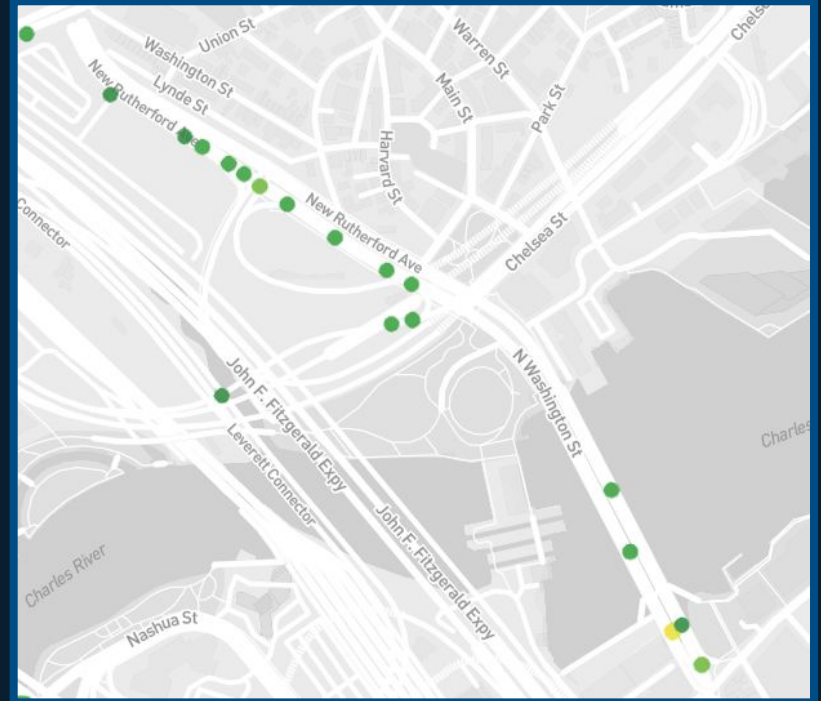 Chelse
Union St
Warren St
Washington St
Lynde St
New Rutherford Ave
Main St
Park St
Harvard St
New Rutherford Ave
Connector
Chelsea St
N Washington St
John F. Fitzgerald Expy
Charles
Leverett Connector
John F. Fitzgerald Expy
Charles River
Nashua St